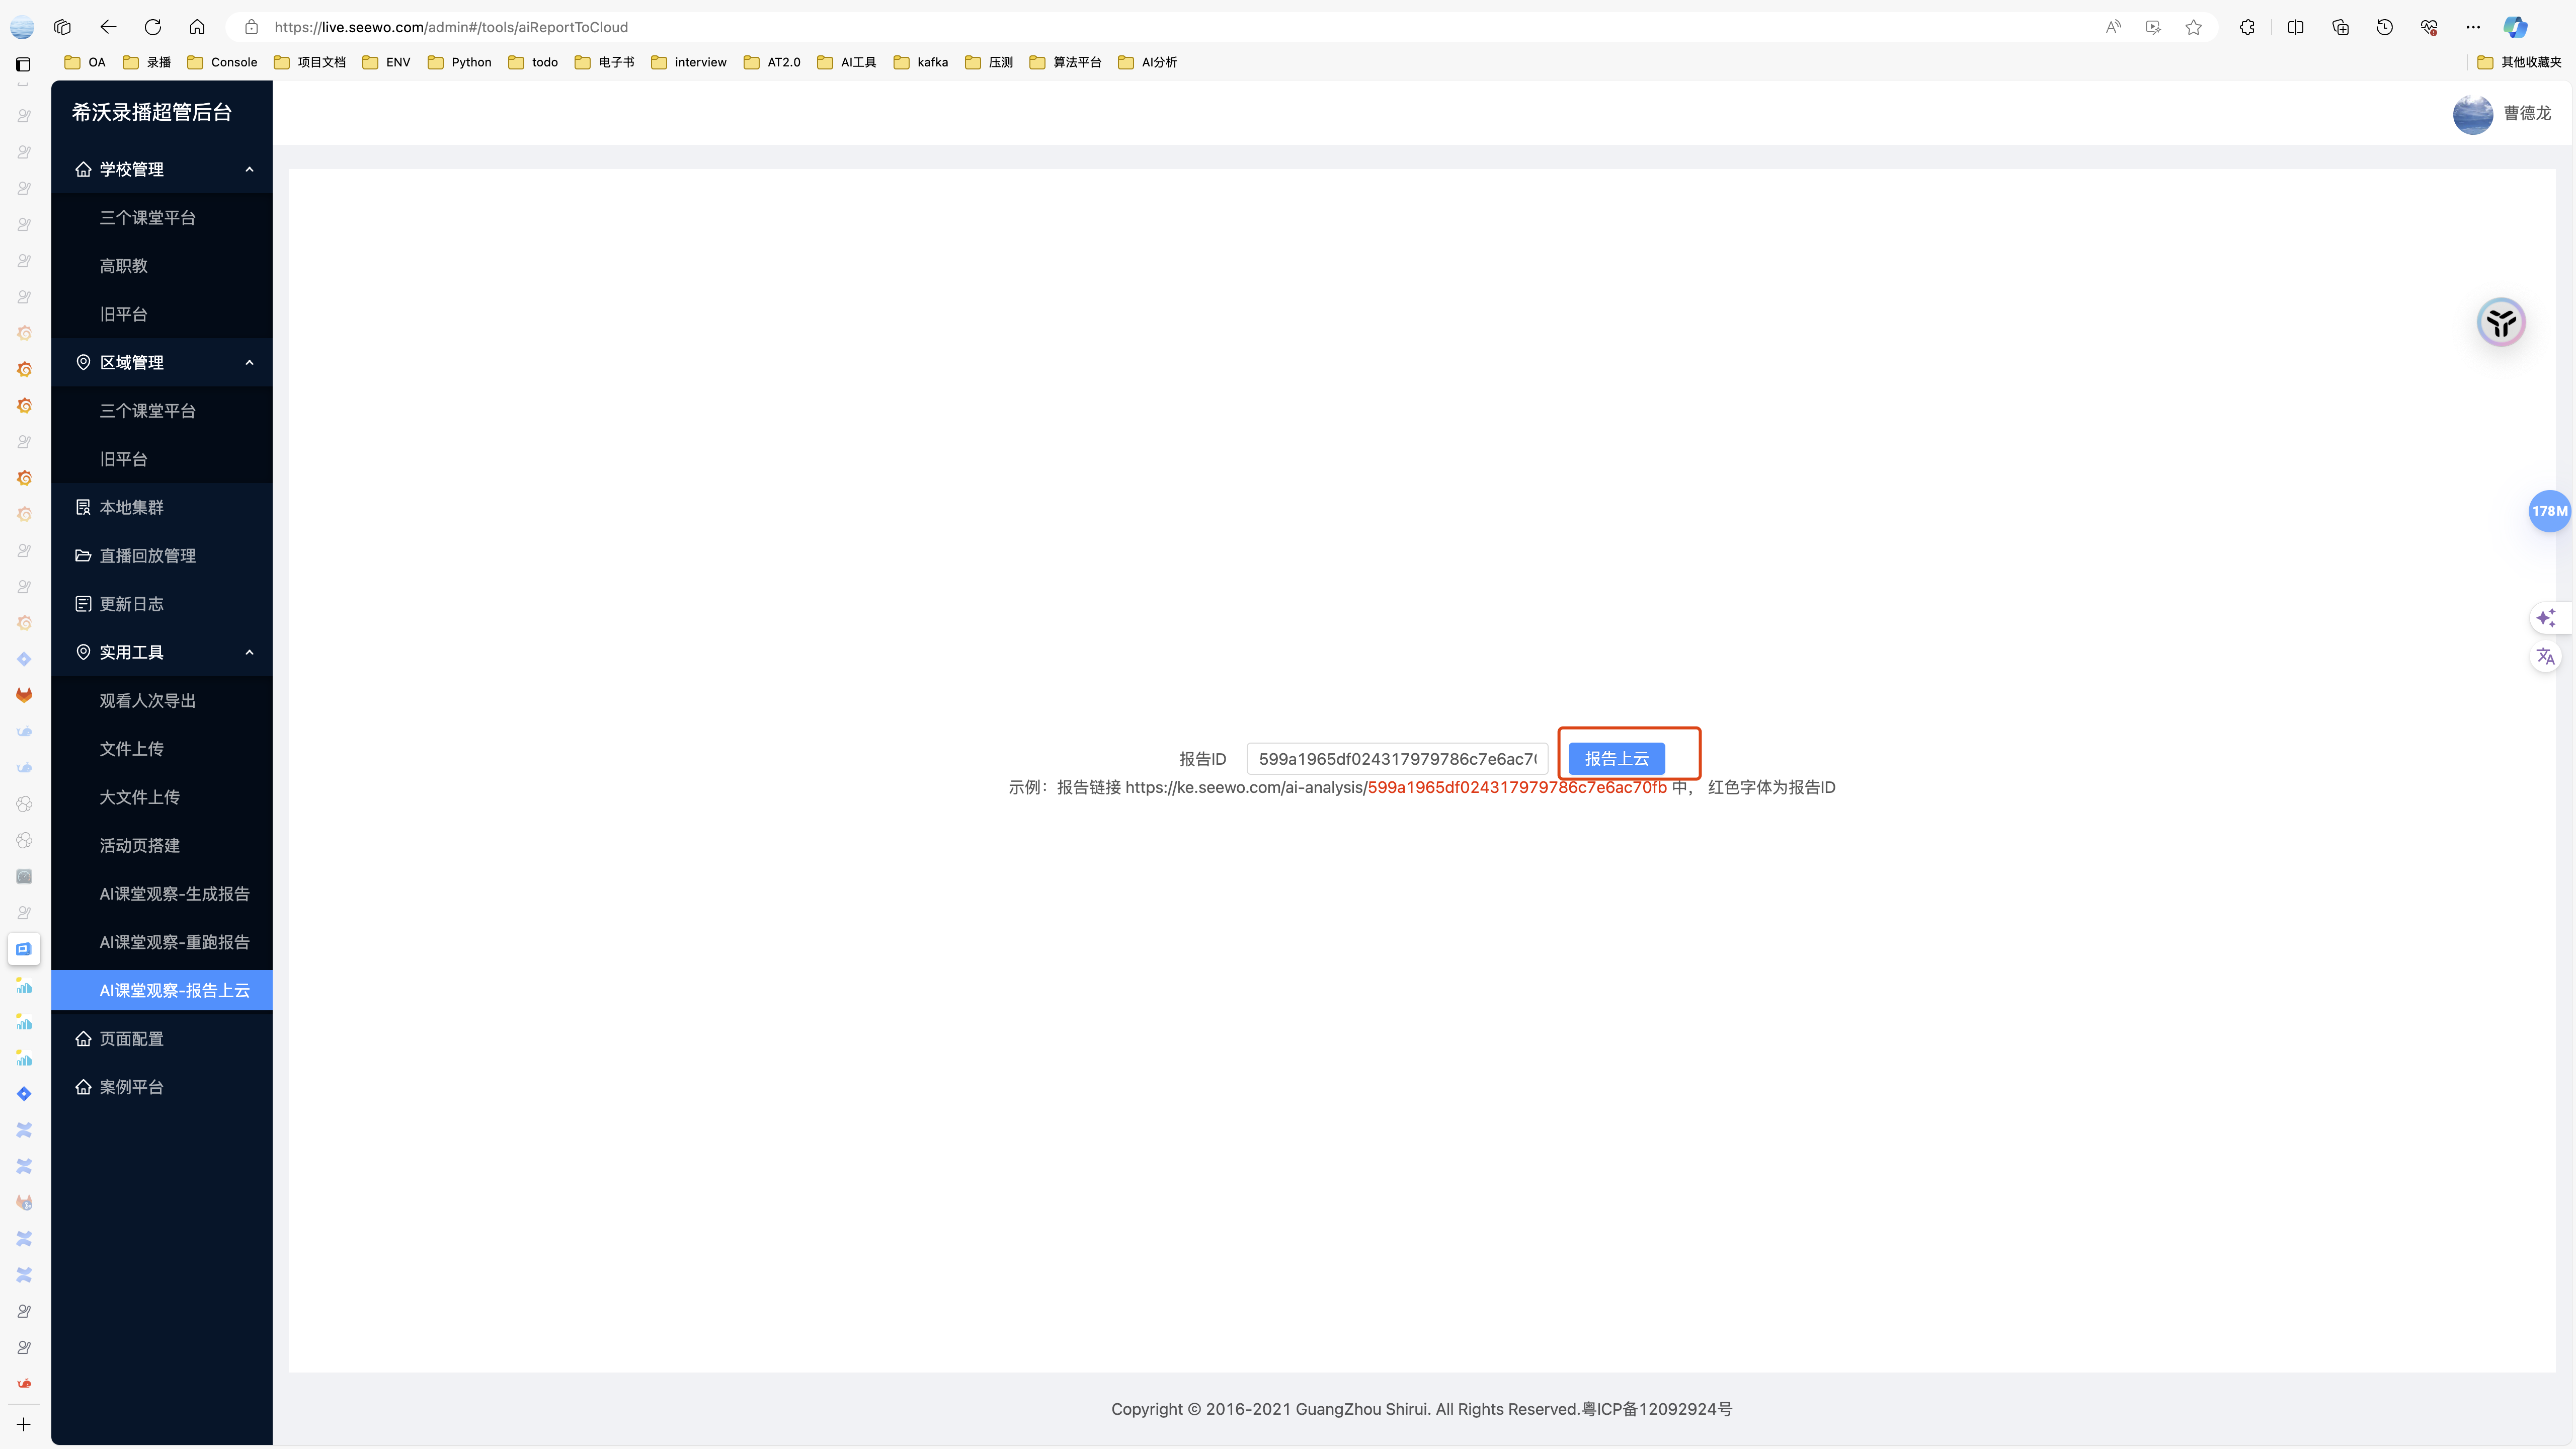 https://live.seewo.com/admin#/tools/aiReportToCloud
OA 录播 Console 项目文档 ENV Python todo 电子书 interview AT2.0 AI工具 kafka 压测 算法平台 AI分析 其他收藏夹
希沃录播超管后台
曹德龙
学校管理
三个课堂平台
高职教
旧平台
区域管理
三个课堂平台
旧平台
本地集群
直播回放管理
更新日志
实用工具
观看人次导出
文件上传
大文件上传
活动页搭建
AI课堂观察-生成报告
AI课堂观察-重跑报告
AI课堂观察-报告上云
页面配置
案例平台
178M
报告ID 599a1965df024317979786c7e6ac7 报告上云
示例：报告链接 https://ke.seewo.com/ai-analysis/599a1965df024317979786c7e6ac70fb 中， 红色字体为报告ID
Copyright © 2016-2021 GuangZhou Shirui. All Rights Reserved.粤ICP备12092924号